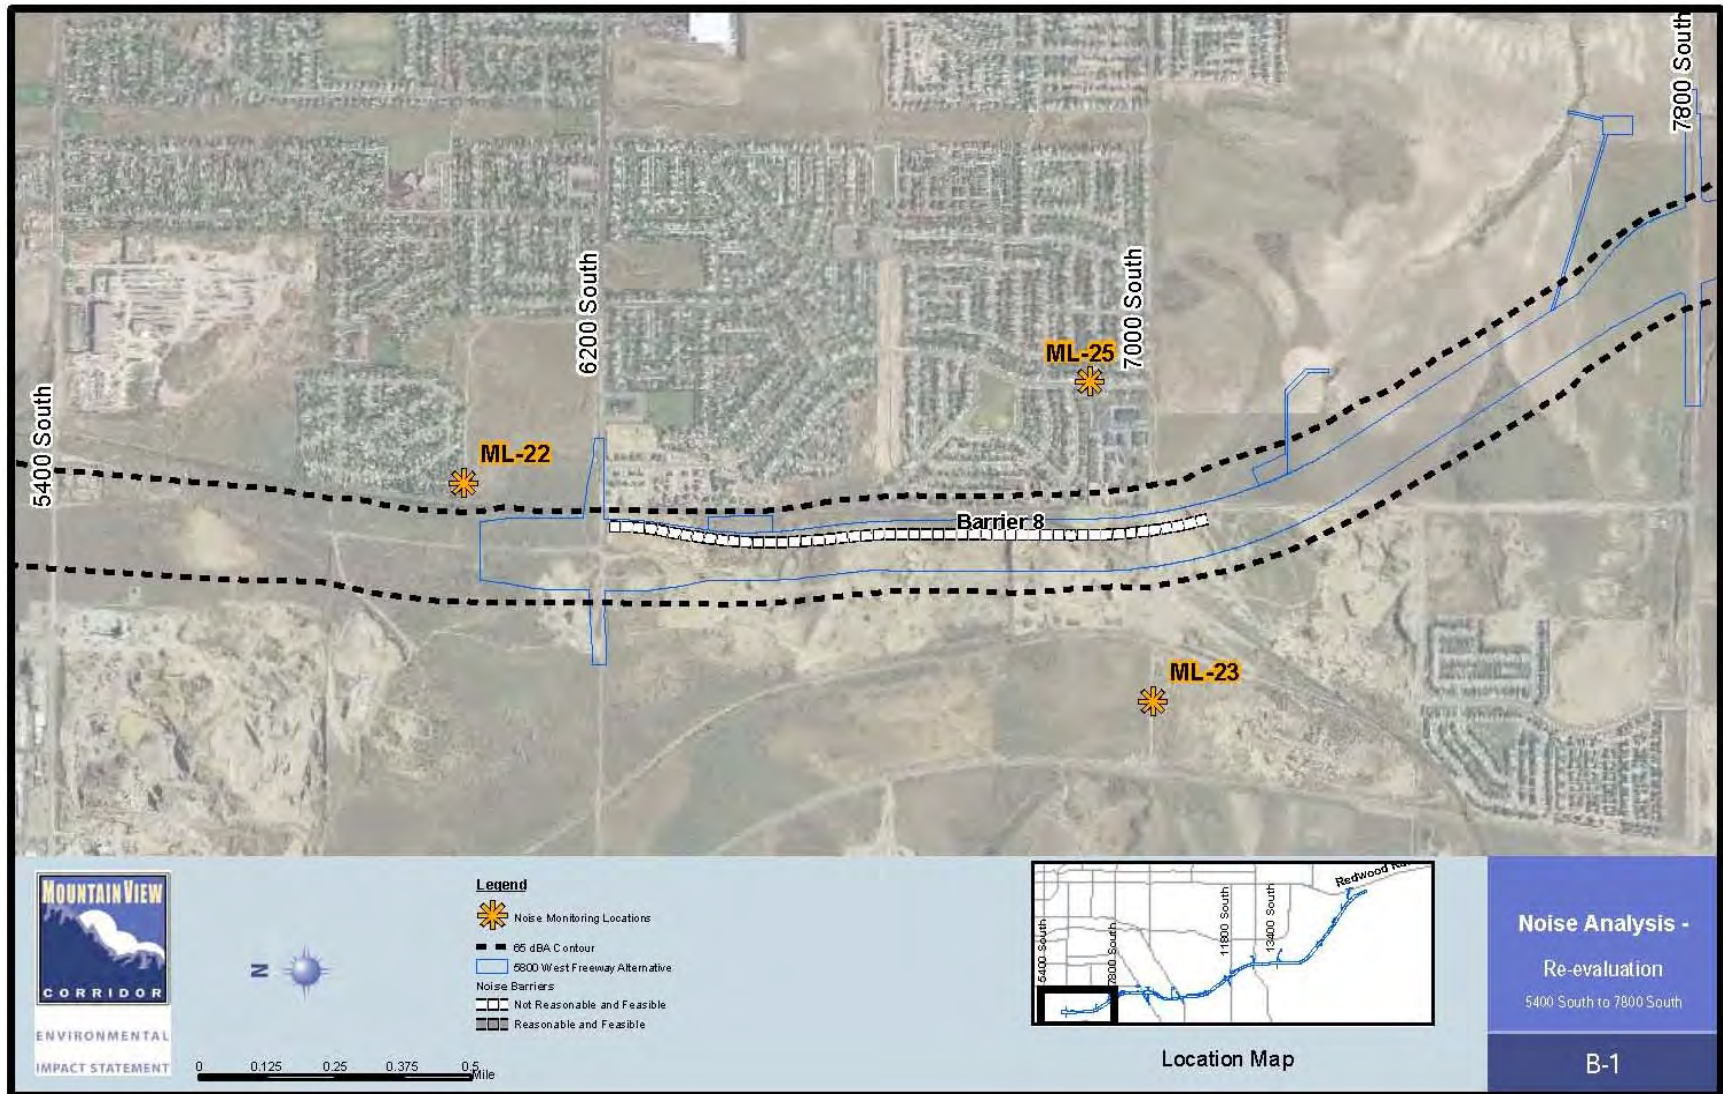 7800 South
6200 South
7000 South
ML-25
5400 South
ML-22
Barrier 8
ML-23
MOUNTAIN VIEW
CORRIDOR
ENVIRONMENTAL
IMPACT STATEMENT
N
0 0.125 0.25 0.375 0.5
Mile
Legend
Noise Monitoring Locations
65 dBA Contour
5800 West Freeway Alternative
Noise Barriers
Not Reasonable and Feasible
Reasonable and Feasible
5400 South
7800 South
11800 South
13400 South
Redwood
Location Map
Noise Analysis -
Re-evaluation
5400 South to 7800 South
B-1